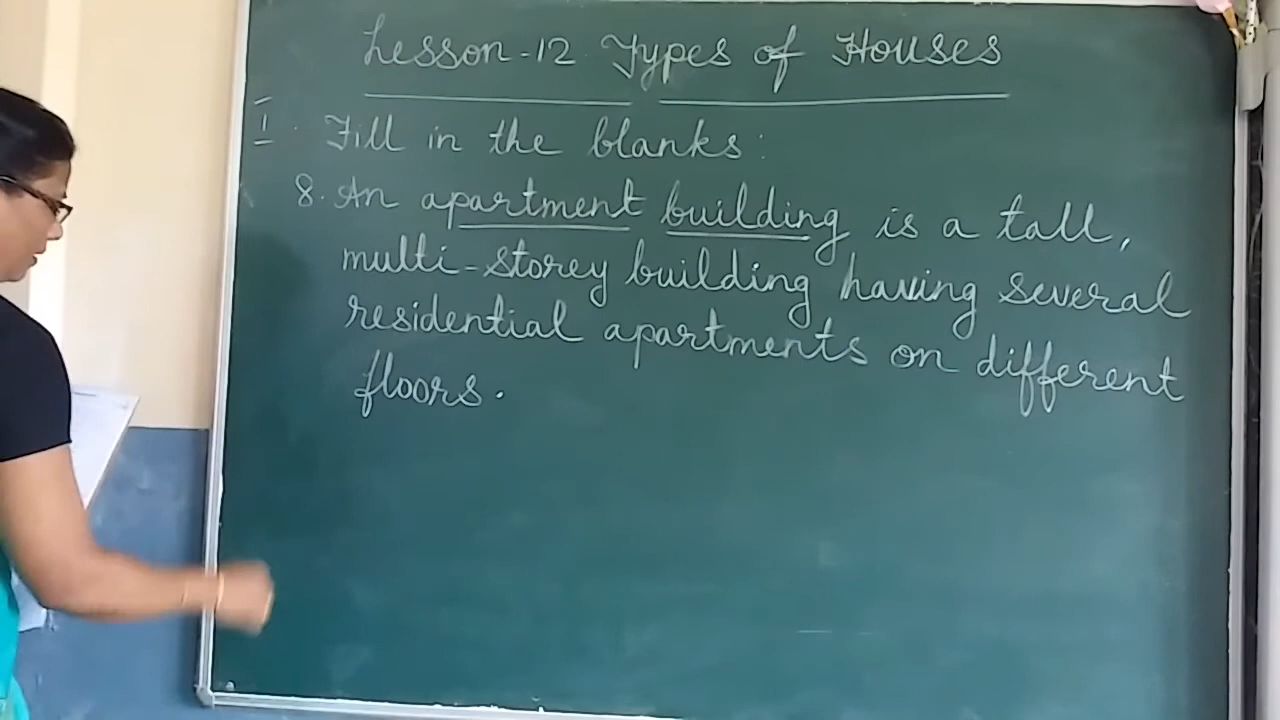 Lesson-12 Types of Houses
I. Fill in the blanks:
8. An apartment building is a tall,
multi-storey building having several
residential apartments on different
floors.